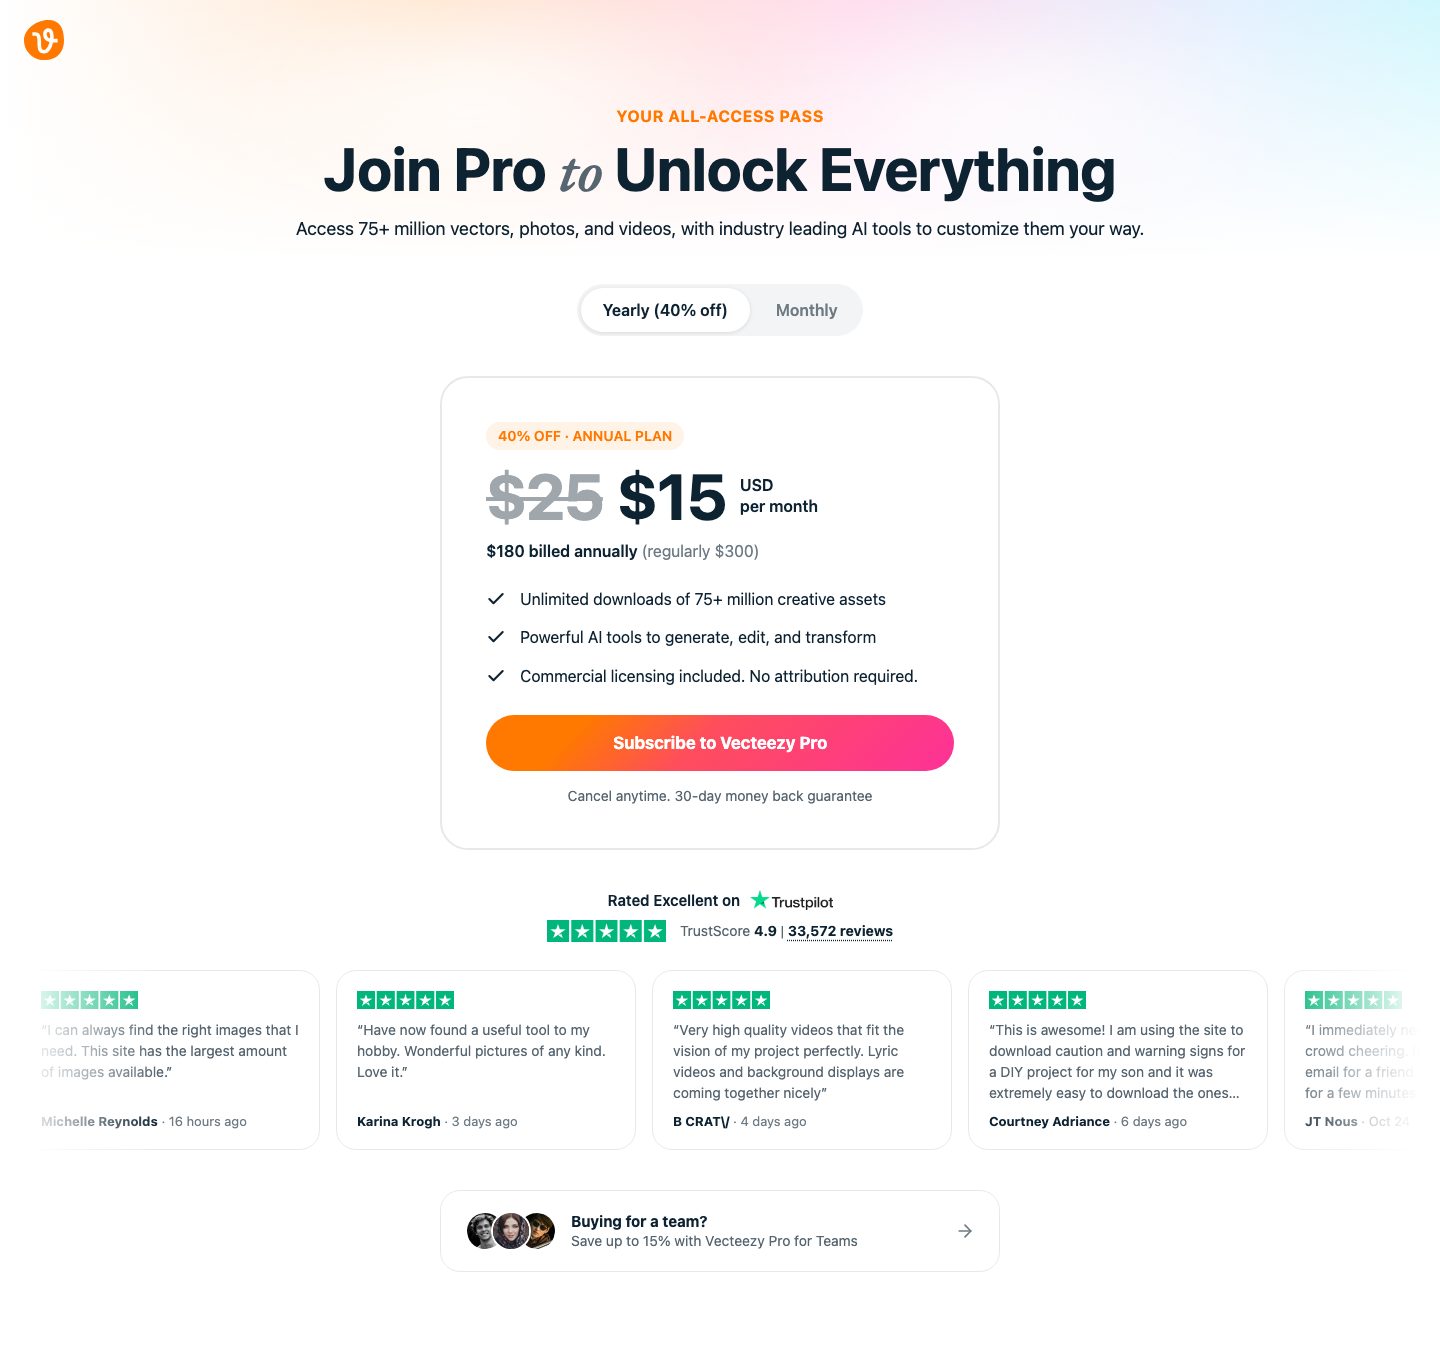 YOUR ALL-ACCESS PASS
Join Pro to Unlock Everything
Access 75+ million vectors, photos, and videos, with industry leading AI tools to customize them your way.
Yearly (40% off)
Monthly
40% OFF · ANNUAL PLAN
$25 $15 USD
per month
$180 billed annually (regularly $300)
Unlimited downloads of 75+ million creative assets
Powerful AI tools to generate, edit, and transform
Commercial licensing included. No attribution required.
Subscribe to Vecteezy Pro
Cancel anytime. 30-day money back guarantee
Rated Excellent on Trustpilot
TrustScore 4.9 | 33,572 reviews
“I can always find the right images that I
need. This site has the largest amount
of images available.”
Michelle Reynolds · 16 hours ago
“Have now found a useful tool to my
hobby. Wonderful pictures of any kind.
Love it.”
Karina Krogh · 3 days ago
“Very high quality videos that fit the
vision of my project perfectly. Lyric
videos and background displays are
coming together nicely”
B CRAT\/ · 4 days ago
“This is awesome! I am using the site to
download caution and warning signs for
a DIY project for my son and it was
extremely easy to download the ones...
Courtney Adriance · 6 days ago
“I immediately
crowd cheering.
email for a friend
for a few minutes
JT Nous · Oct 24
Buying for a team?
Save up to 15% with Vecteezy Pro for Teams